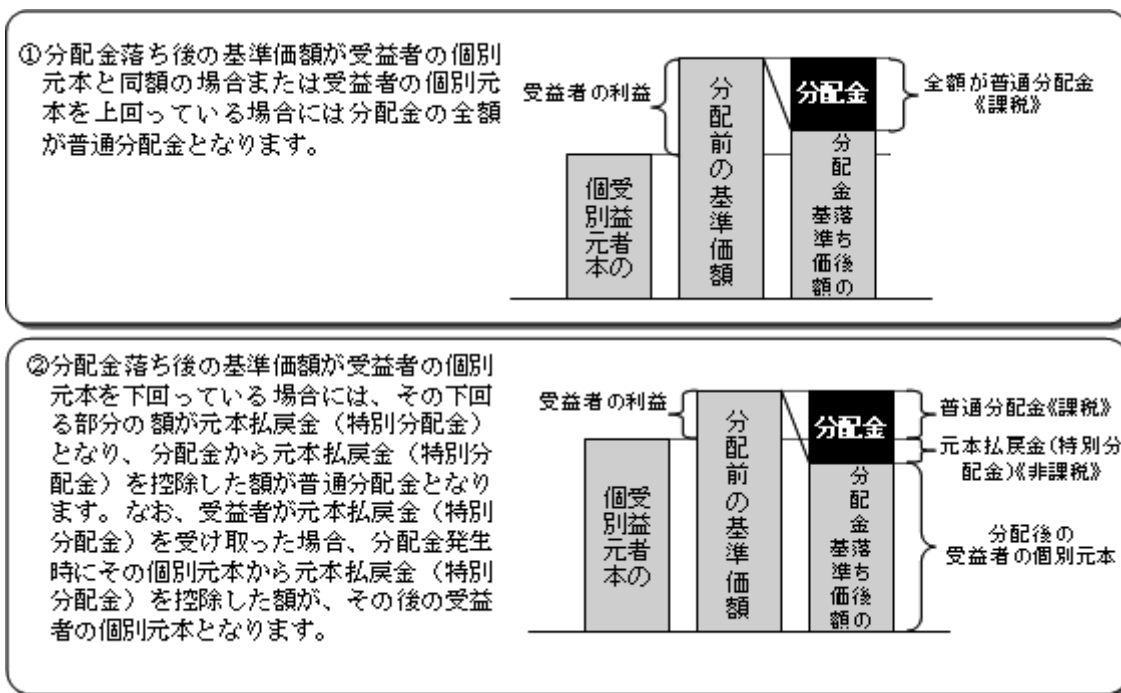 ①分配金落ち後の基準価額が受益者の個別
元本と同額の場合または受益者の個別元
本を上回っている場合には分配金の全額
が普通分配金となります。
受益者の利益
受益者の
個別元本
分配前の基準価額
分配金
分配金落ち後の
基準価額
全額が普通分配金
《課税》
②分配金落ち後の基準価額が受益者の個別
元本を下回っている場合には、その下回
る部分の額が元本払戻金（特別分配金）
となり、分配金から元本払戻金（特別分
配金）を控除した額が普通分配金となり
ます。なお、受益者が元本払戻金（特別
分配金）を受け取った場合、分配金発生
時にその個別元本から元本払戻金（特別
分配金）を控除した額が、その後の受益
者の個別元本となります。
受益者の利益
受益者の
個別元本
分配前の基準価額
分配金
分配金落ち後の
基準価額
普通分配金《課税》
元本払戻金(特別分
配金)《非課税》
分配後の
受益者の個別元本